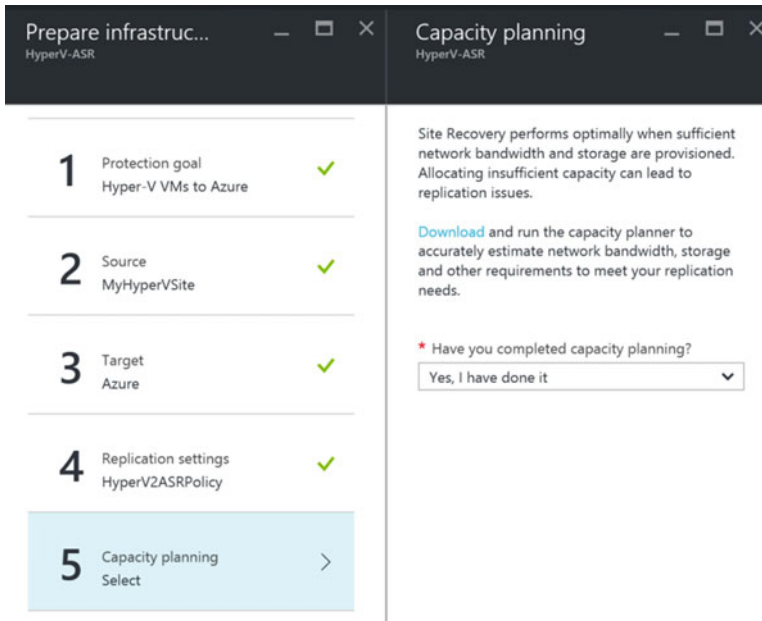 Prepare infrastruc...
HyperV-ASR
1
Protection goal
Hyper-V VMs to Azure
2
Source
MyHyperVSite
3
Target
Azure
4
Replication settings
HyperV2ASRPolicy
5
Capacity planning
Select
Capacity planning
HyperV-ASR
Site Recovery performs optimally when sufficient
network bandwidth and storage are provisioned.
Allocating insufficient capacity can lead to
replication issues.
Download and run the capacity planner to
accurately estimate network bandwidth, storage
and other requirements to meet your replication
needs.
* Have you completed capacity planning?
Yes, I have done it